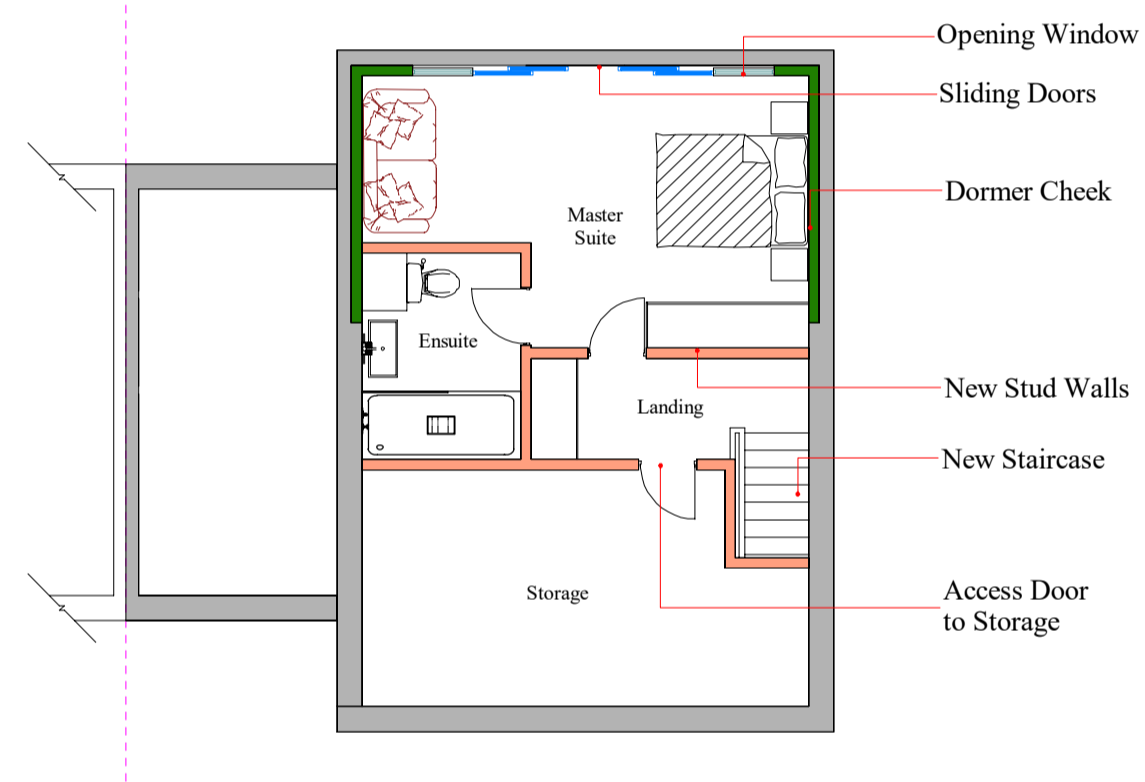 Opening Window
Sliding Doors
Dormer Cheek
Master
Suite
Ensuite
New Stud Walls
Landing
New Staircase
Storage
Access Door
to Storage